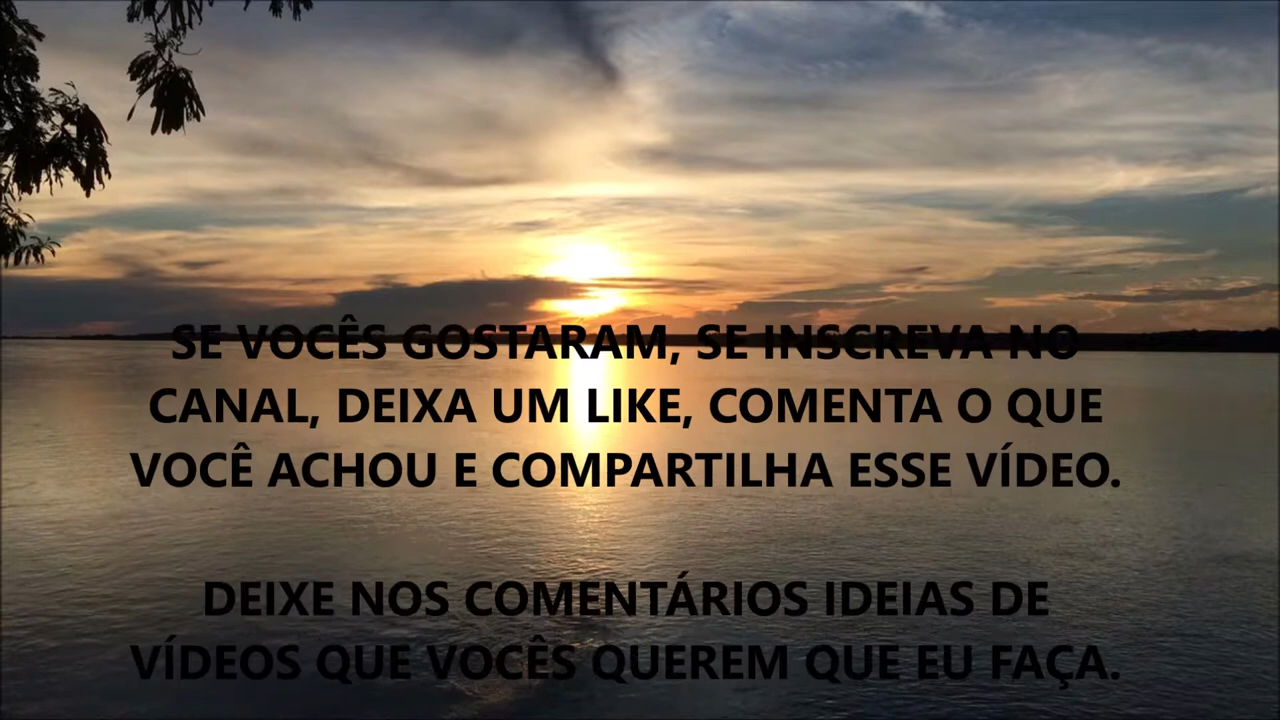 SE VOCÊS GOSTARAM, SE INSCREVA NO
CANAL, DEIXA UM LIKE, COMENTA O QUE
VOCÊ ACHOU E COMPARTILHA ESSE VÍDEO.
DEIXE NOS COMENTÁRIOS IDEIAS DE
VÍDEOS QUE VOCÊS QUEREM QUE EU FAÇA.